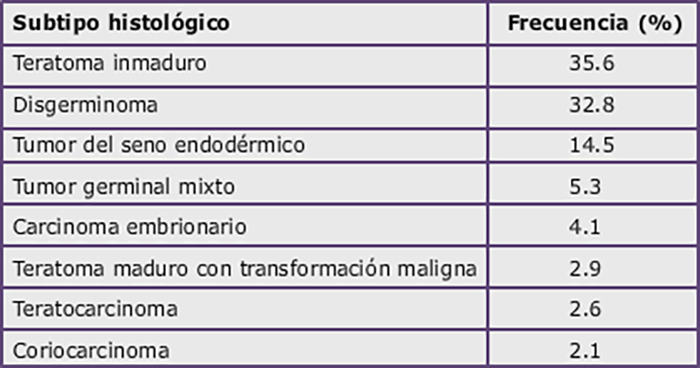 Subtipo histológico Frecuencia (%)
Teratoma inmaduro 35.6
Disgerminoma 32.8
Tumor del seno endodérmico 14.5
Tumor germinal mixto 5.3
Carcinoma embrionario 4.1
Teratoma maduro con transformación maligna 2.9
Teratocarcinoma 2.6
Coriocarcinoma 2.1